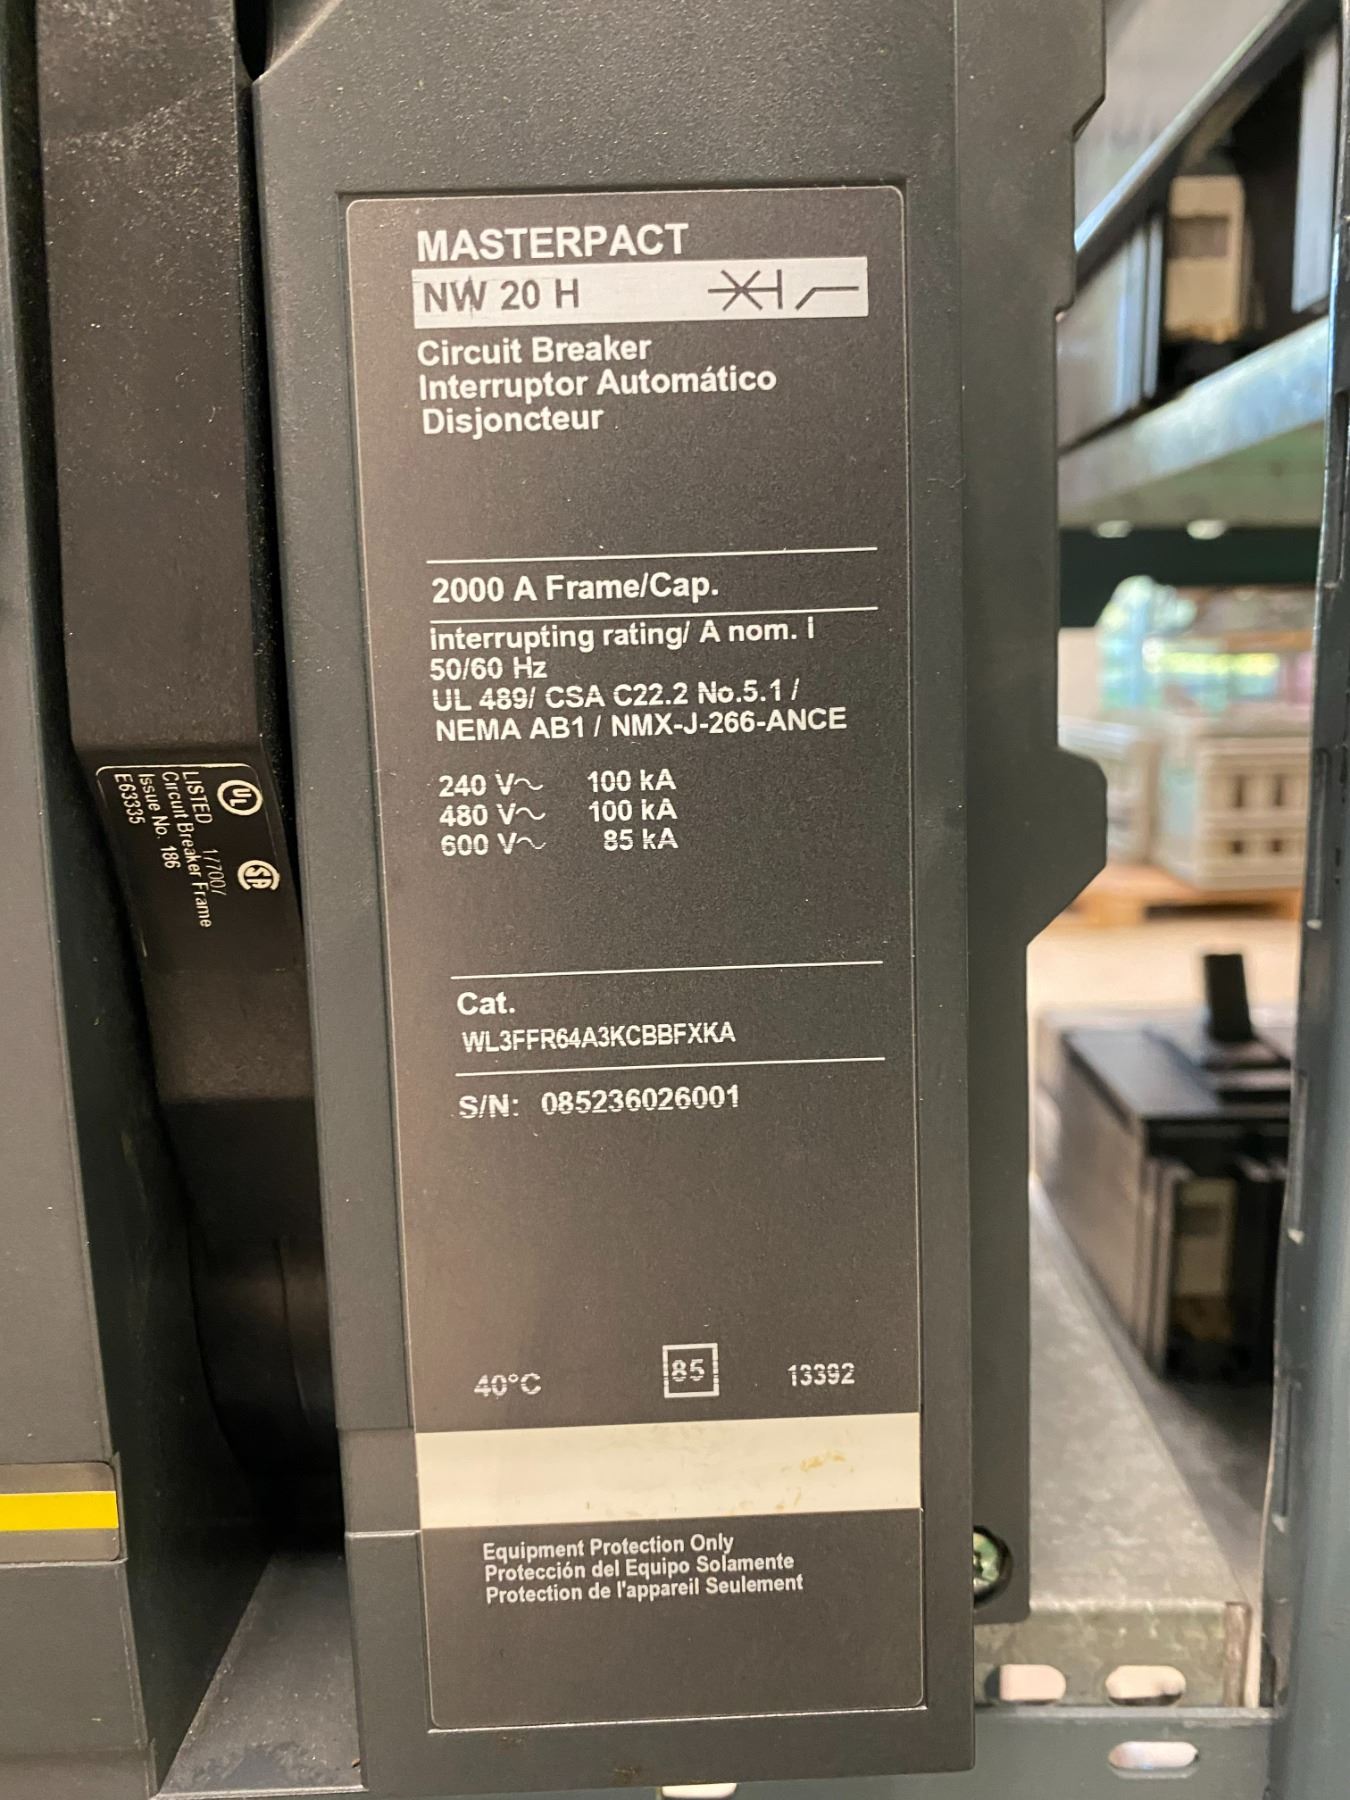 MASTERPACT
NW 20 H
Circuit Breaker
Interruptor Automático
Disjoncteur
2000 A Frame/Cap.
interrupting rating/ A nom. I
50/60 Hz
UL 489/ CSA C22.2 No.5.1 /
NEMA AB1 / NMX-J-266-ANCE
240 V~ 100 kA
480 V~ 100 kA
600 V~ 85 kA
Cat.
WL3FFR64A3KCBBFXKA
S/N: 085236026001
40°C 85 13392
Equipment Protection Only
Protección del Equipo Solamente
Protection de l'appareil Seulement
UL
LISTED
Circuit Breaker Frame
Issue No. 186
E63335